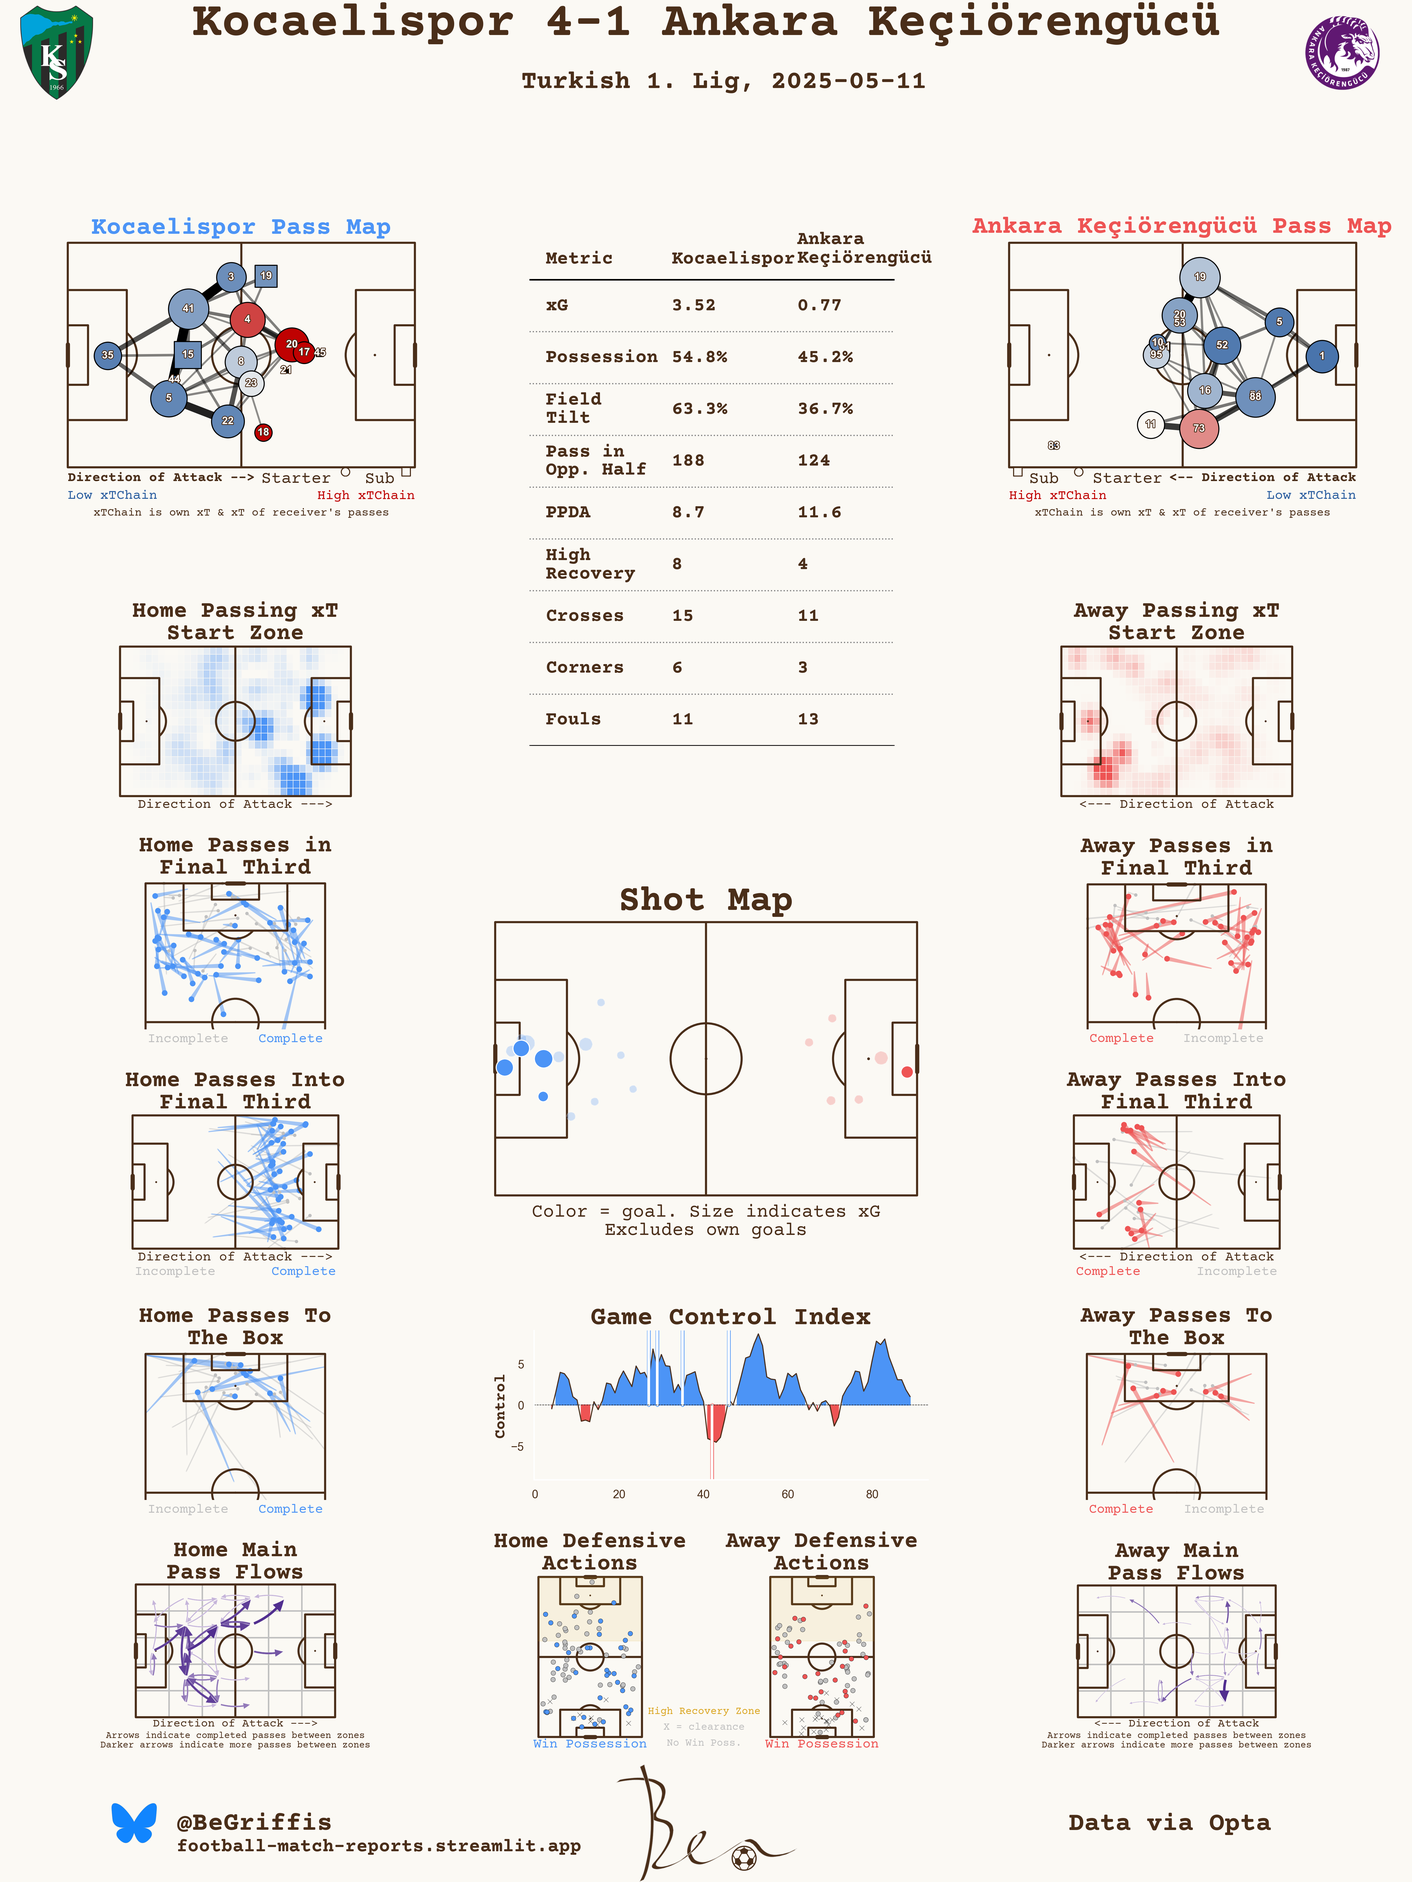 Kocaelispor 4-1 Ankara Keçiörengücü
Turkish 1. Lig, 2025-05-11
KS
1966
ANKARA KEÇİÖRENGÜCÜ
1987
Kocaelispor Pass Map
3
19
41
4
20
17
45
35
15
8
21
44
23
5
22
18
Direction of Attack --> Starter Sub
Low xTChain High xTChain
xTChain is own xT & xT of receiver's passes
Metric Kocaelispor Ankara Keçiörengücü
xG 3.52 0.77
Possession 54.8% 45.2%
Field Tilt 63.3% 36.7%
Pass in Opp. Half 188 124
PPDA 8.7 11.6
High Recovery 8 4
Crosses 15 11
Corners 6 3
Fouls 11 13
Ankara Keçiörengücü Pass Map
19
20
53
5
10
52
95
1
16
88
11
73
83
Sub Starter <-- Direction of Attack
High xTChain Low xTChain
xTChain is own xT & xT of receiver's passes
Home Passing xT
Start Zone
Direction of Attack --->
Away Passing xT
Start Zone
<--- Direction of Attack
Home Passes in
Final Third
Incomplete Complete
Away Passes in
Final Third
Complete Incomplete
Shot Map
Color = goal. Size indicates xG
Excludes own goals
Home Passes Into
Final Third
Direction of Attack --->
Incomplete Complete
Away Passes Into
Final Third
<--- Direction of Attack
Complete Incomplete
Home Passes To
The Box
Incomplete Complete
Game Control Index
Control
5
0
−5
0 20 40 60 80
Away Passes To
The Box
Complete Incomplete
Home Main
Pass Flows
Direction of Attack --->
Arrows indicate completed passes between zones
Darker arrows indicate more passes between zones
Home Defensive
Actions
Win Possession
High Recovery Zone
X = clearance
No Win Poss.
Away Defensive
Actions
Win Possession
Away Main
Pass Flows
<--- Direction of Attack
Arrows indicate completed passes between zones
Darker arrows indicate more passes between zones
@BeGriffis
football-match-reports.streamlit.app
Ben
Data via Opta